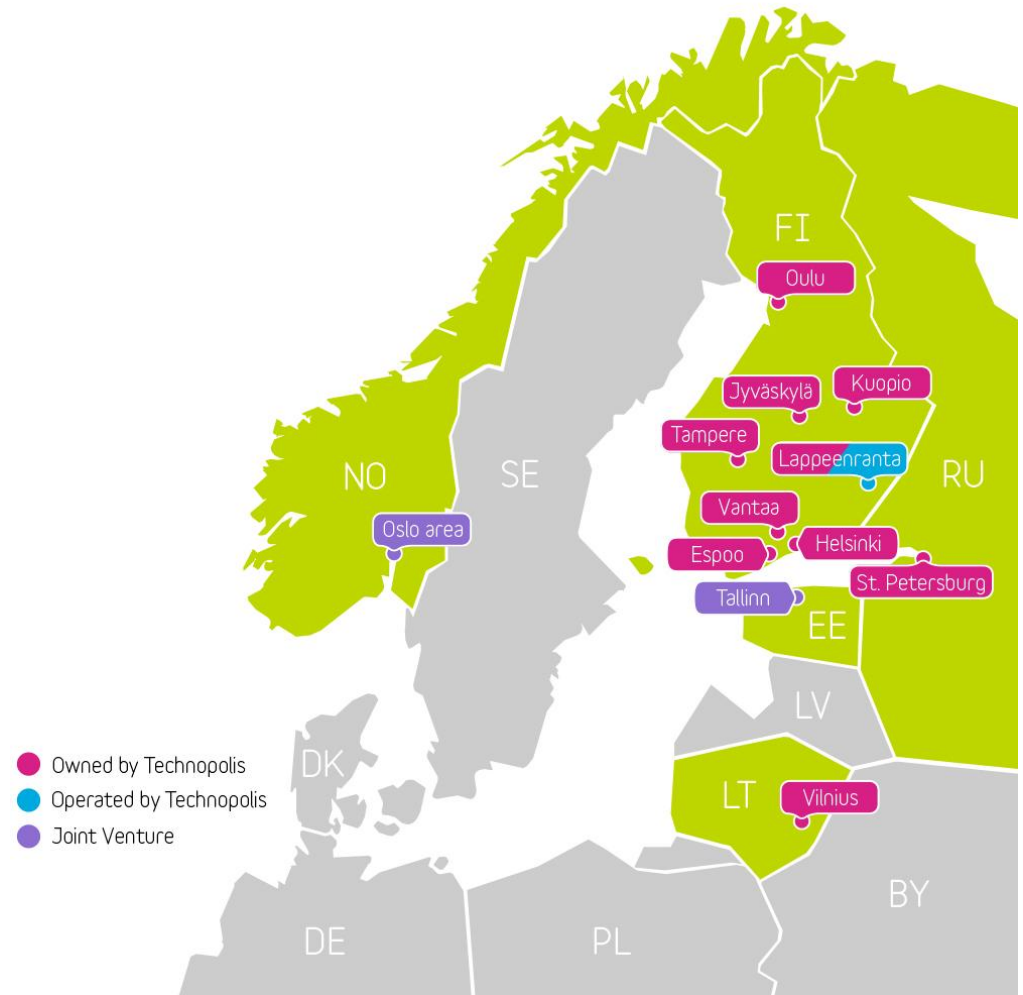 FI
Oulu
Jyväskylä
Kuopio
Tampere
Lappeenranta
NO
SE
RU
Vantaa
Oslo area
Helsinki
Espoo
St. Petersburg
Tallinn
EE
LV
DK
Owned by Technopolis
Operated by Technopolis
Joint Venture
LT
Vilnius
BY
DE
PL